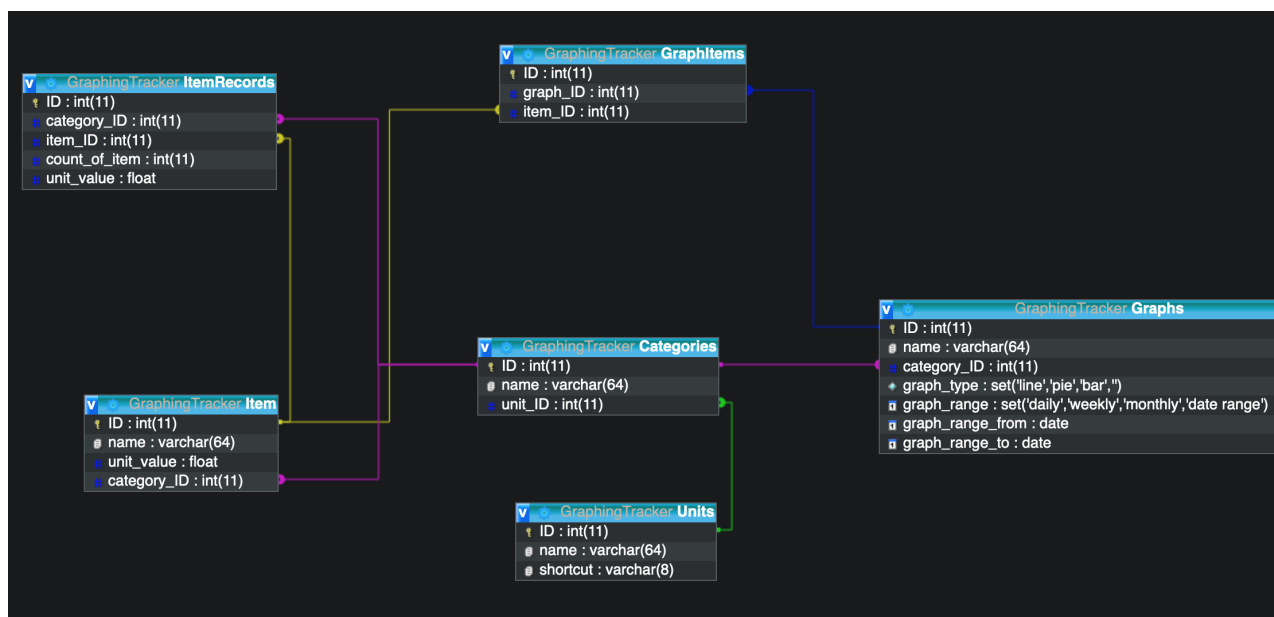 GraphingTracker ItemRecords
ID : int(11)
category_ID : int(11)
item_ID : int(11)
count_of_item : int(11)
unit_value : float
GraphingTracker GraphItems
ID : int(11)
graph_ID : int(11)
item_ID : int(11)
GraphingTracker Graphs
ID : int(11)
name : varchar(64)
category_ID : int(11)
graph_type : set('line','pie','bar','')
graph_range : set('daily','weekly','monthly','date range')
graph_range_from : date
graph_range_to : date
GraphingTracker Categories
ID : int(11)
name : varchar(64)
unit_ID : int(11)
GraphingTracker Item
ID : int(11)
name : varchar(64)
unit_value : float
category_ID : int(11)
GraphingTracker Units
ID : int(11)
name : varchar(64)
shortcut : varchar(8)